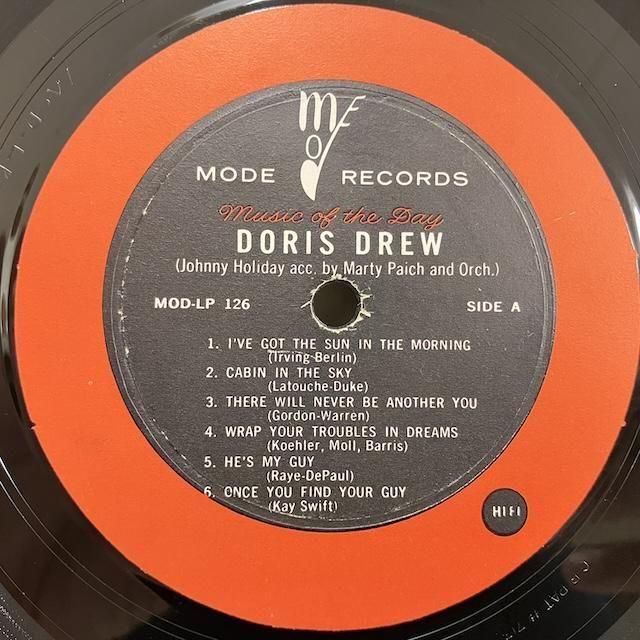 MODE
MODE RECORDS
Music of the Day
DORIS DREW
(Johnny Holiday acc. by Marty Paich and Orch.)
MOD-LP 126 SIDE A
1. I'VE GOT THE SUN IN THE MORNING
(Irving Berlin)
2. CABIN IN THE SKY
(Latouche-Duke)
3. THERE WILL NEVER BE ANOTHER YOU
(Gordon-Warren)
4. WRAP YOUR TROUBLES IN DREAMS
(Koehler, Moll, Barris)
5. HE'S MY GUY
(Raye-DePaul)
6. ONCE YOU FIND YOUR GUY
(Kay Swift)
HIFI